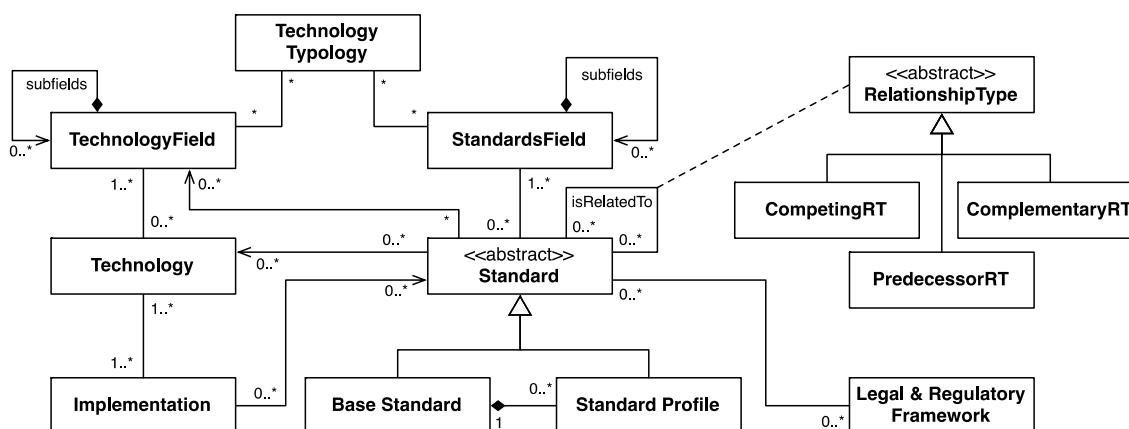 Technology
Typology
subfields
*
*
subfields
<<abstract>>
RelationshipType
TechnologyField
*
*
StandardsField
0..*
0..*
1..*
0..*
1..*
isRelatedTo
CompetingRT
ComplementaryRT
0..*
*
0..*
0..*
0..*
0..*
Technology
0..*
<<abstract>>
Standard
PredecessorRT
1..*
0..*
0..*
1..*
0..*
0..*
Implementation
Base Standard
1
Standard Profile
0..*
Legal & Regulatory
Framework